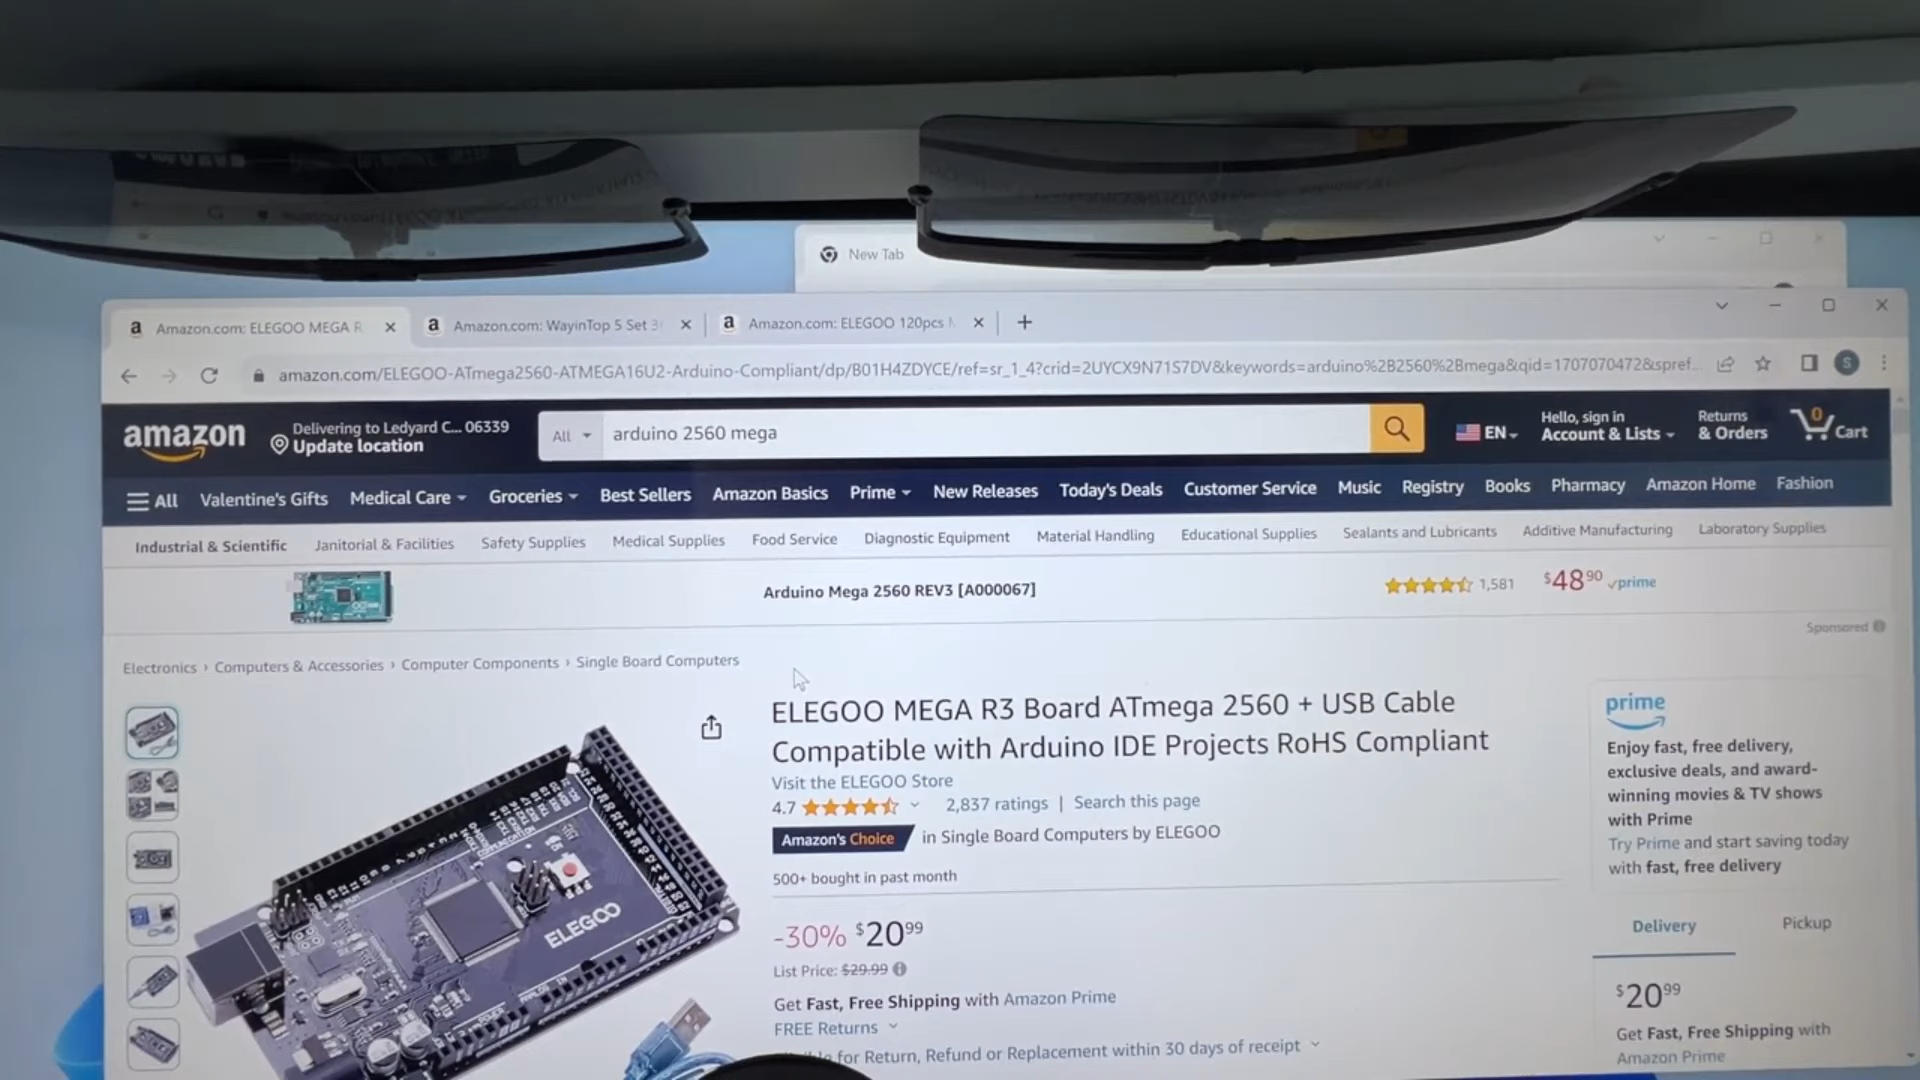 New Tab
Amazon.com: ELEGOO MEGA R
Amazon.com: WayinTop 5 Set 3
Amazon.com: ELEGOO 120pcs
amazon.com/ELEGOO-ATmega2560-ATMEGA16U2-Arduino-Compliant/dp/B01H4ZDYCE/ref=sr_1_4?crid=2UYCX9N71S7DV&keywords=arduino%2B2560%2Bmega&qid=1707070472&spref...
S
amazon
Delivering to Ledyard C... 06339
Update location
All
arduino 2560 mega
EN
Hello, sign in
Account & Lists
Returns
& Orders
0
Cart
All Valentine's Gifts Medical Care Groceries Best Sellers Amazon Basics Prime New Releases Today's Deals Customer Service Music Registry Books Pharmacy Amazon Home Fashion
Industrial & Scientific Janitorial & Facilities Safety Supplies Medical Supplies Food Service Diagnostic Equipment Material Handling Educational Supplies Sealants and Lubricants Additive Manufacturing Laboratory Supplies
Arduino Mega 2560 REV3 [A000067]
1,581
$48 90
prime
Sponsored
Electronics › Computers & Accessories › Computer Components › Single Board Computers
ELEGOO MEGA R3 Board ATmega 2560 + USB Cable
Compatible with Arduino IDE Projects RoHS Compliant
Visit the ELEGOO Store
4.7
2,837 ratings | Search this page
Amazon's Choice in Single Board Computers by ELEGOO
500+ bought in past month
-30% $20 99
List Price: $29.99
Get Fast, Free Shipping with Amazon Prime
FREE Returns
for Return, Refund or Replacement within 30 days of receipt
ELEGOO
prime
Enjoy fast, free delivery,
exclusive deals, and award-
winning movies & TV shows
with Prime
Try Prime and start saving today
with fast, free delivery
Delivery
Pickup
$20 99
Get Fast, Free Shipping with
Amazon Prime